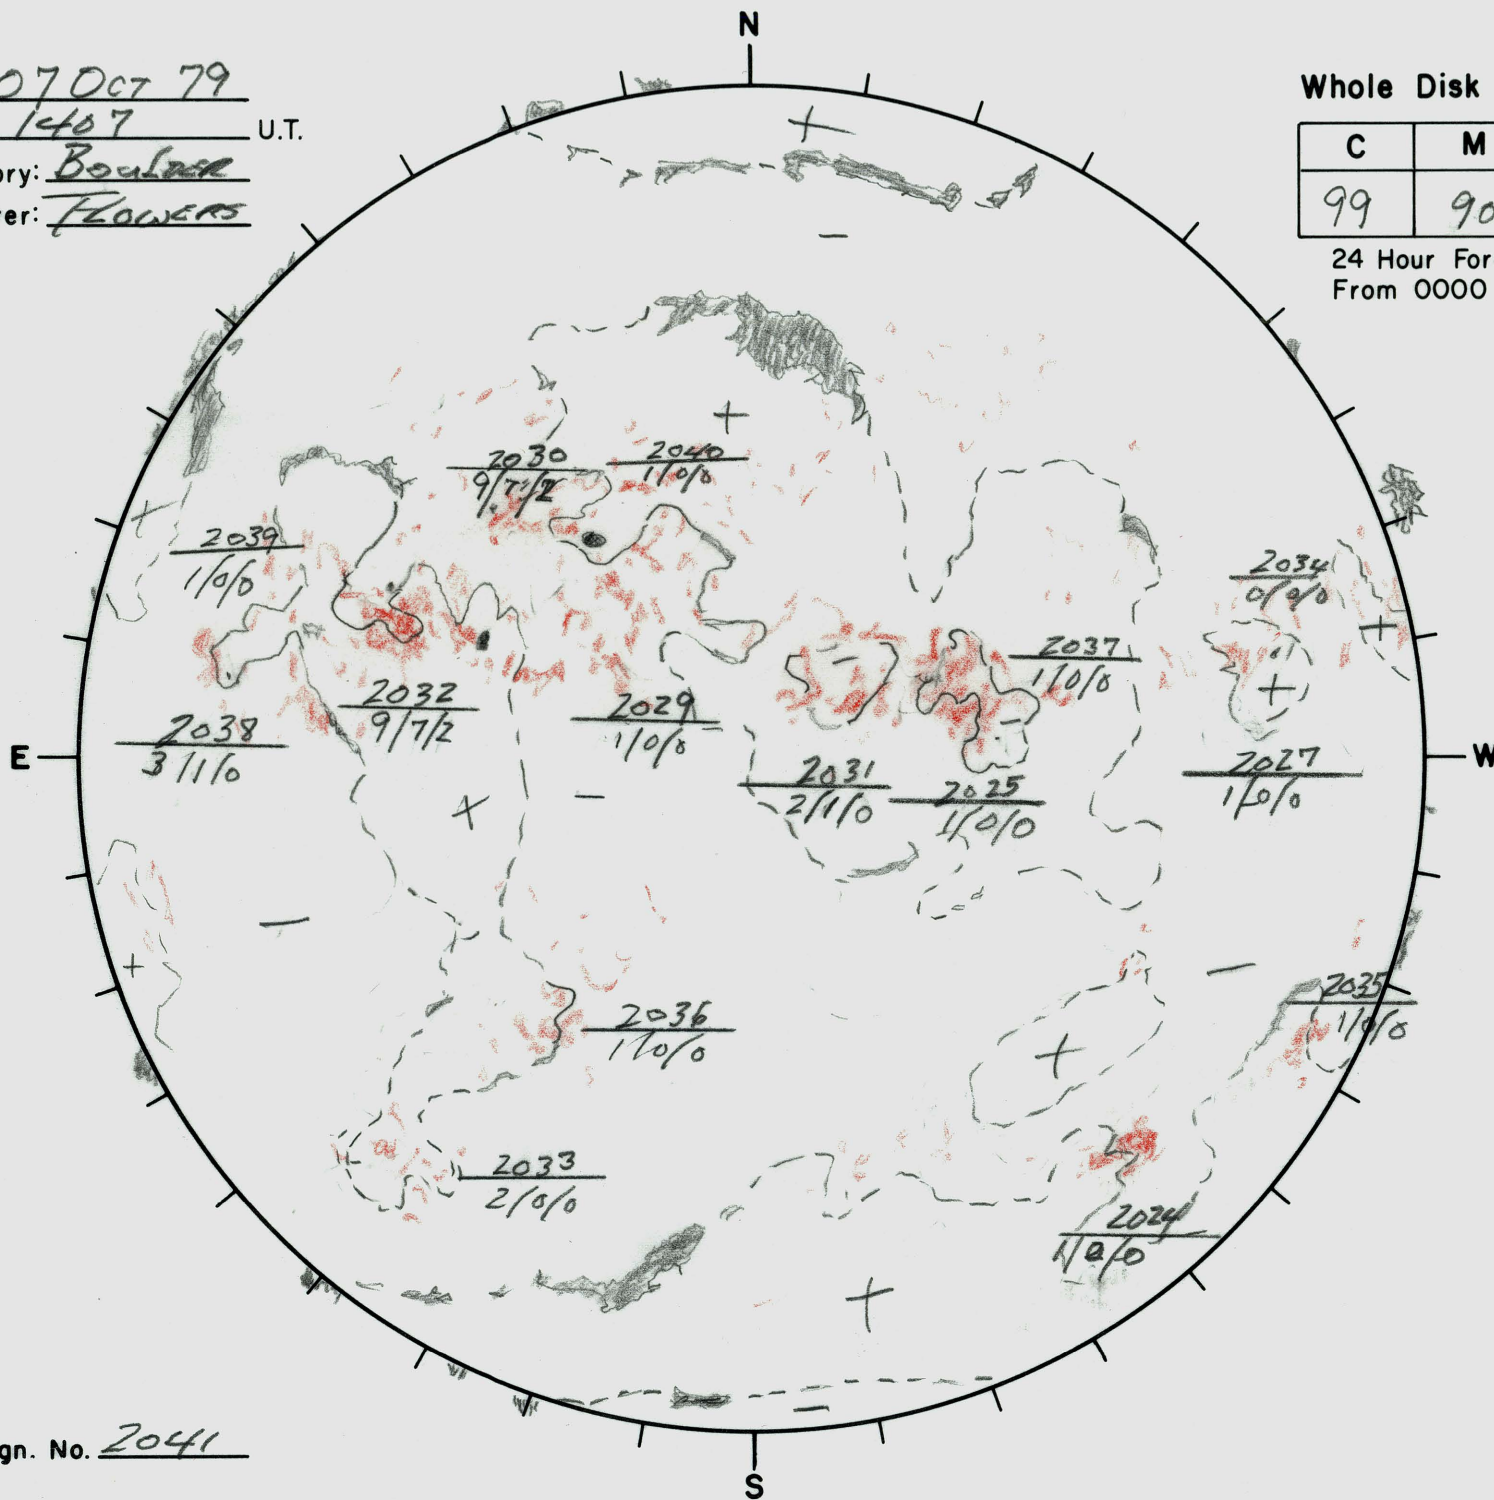 N
07 Oct 79
1407 U.T.
ory: Boulder
er: Flowers
Whole Disk
C M
99 90
24 Hour For
From 0000
2030
9/7/2
2040
1/0/0
2039
1/0/0
2034
0/0/0
2037
1/0/0
2032
9/7/2
2029
1/0/0
2038
3/1/0
E
W
2031
2/1/0
2025
1/0/0
2027
1/0/0
2035
1/0/0
2036
1/0/0
2033
2/0/0
2024
1/0/0
gn. No. 2041
S